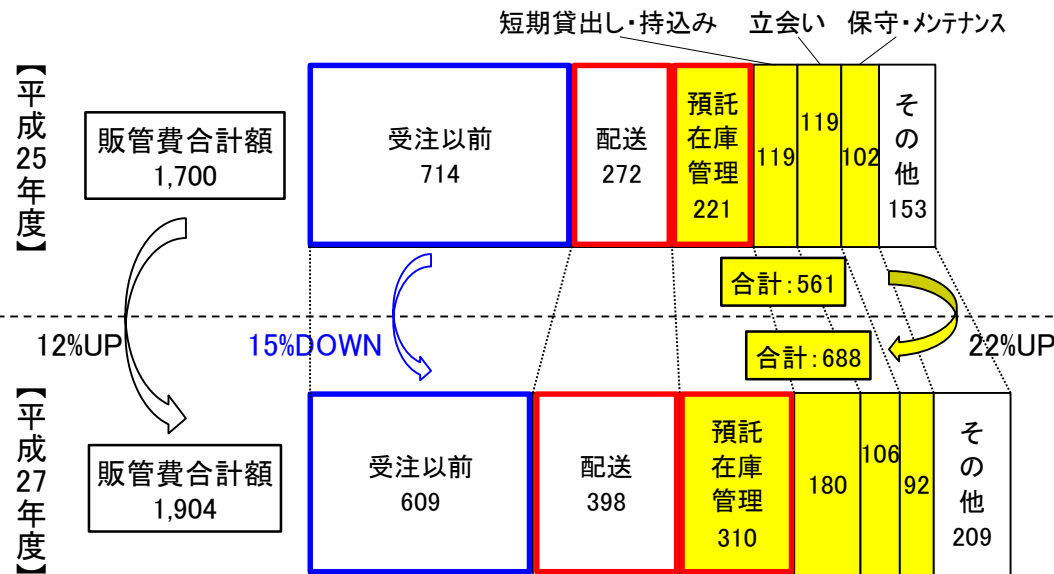 短期貸出し・持込み 立会い 保守・メンテナンス
【平成25年度】
販管費合計額
1,700
受注以前
714
配送
272
預託
在庫
管理
221
119
119
102
その他
153
合計:561
合計:688
12%UP
15%DOWN
22%UP
【平成27年度】
販管費合計額
1,904
受注以前
609
配送
398
預託
在庫
管理
310
180
106
92
その他
209